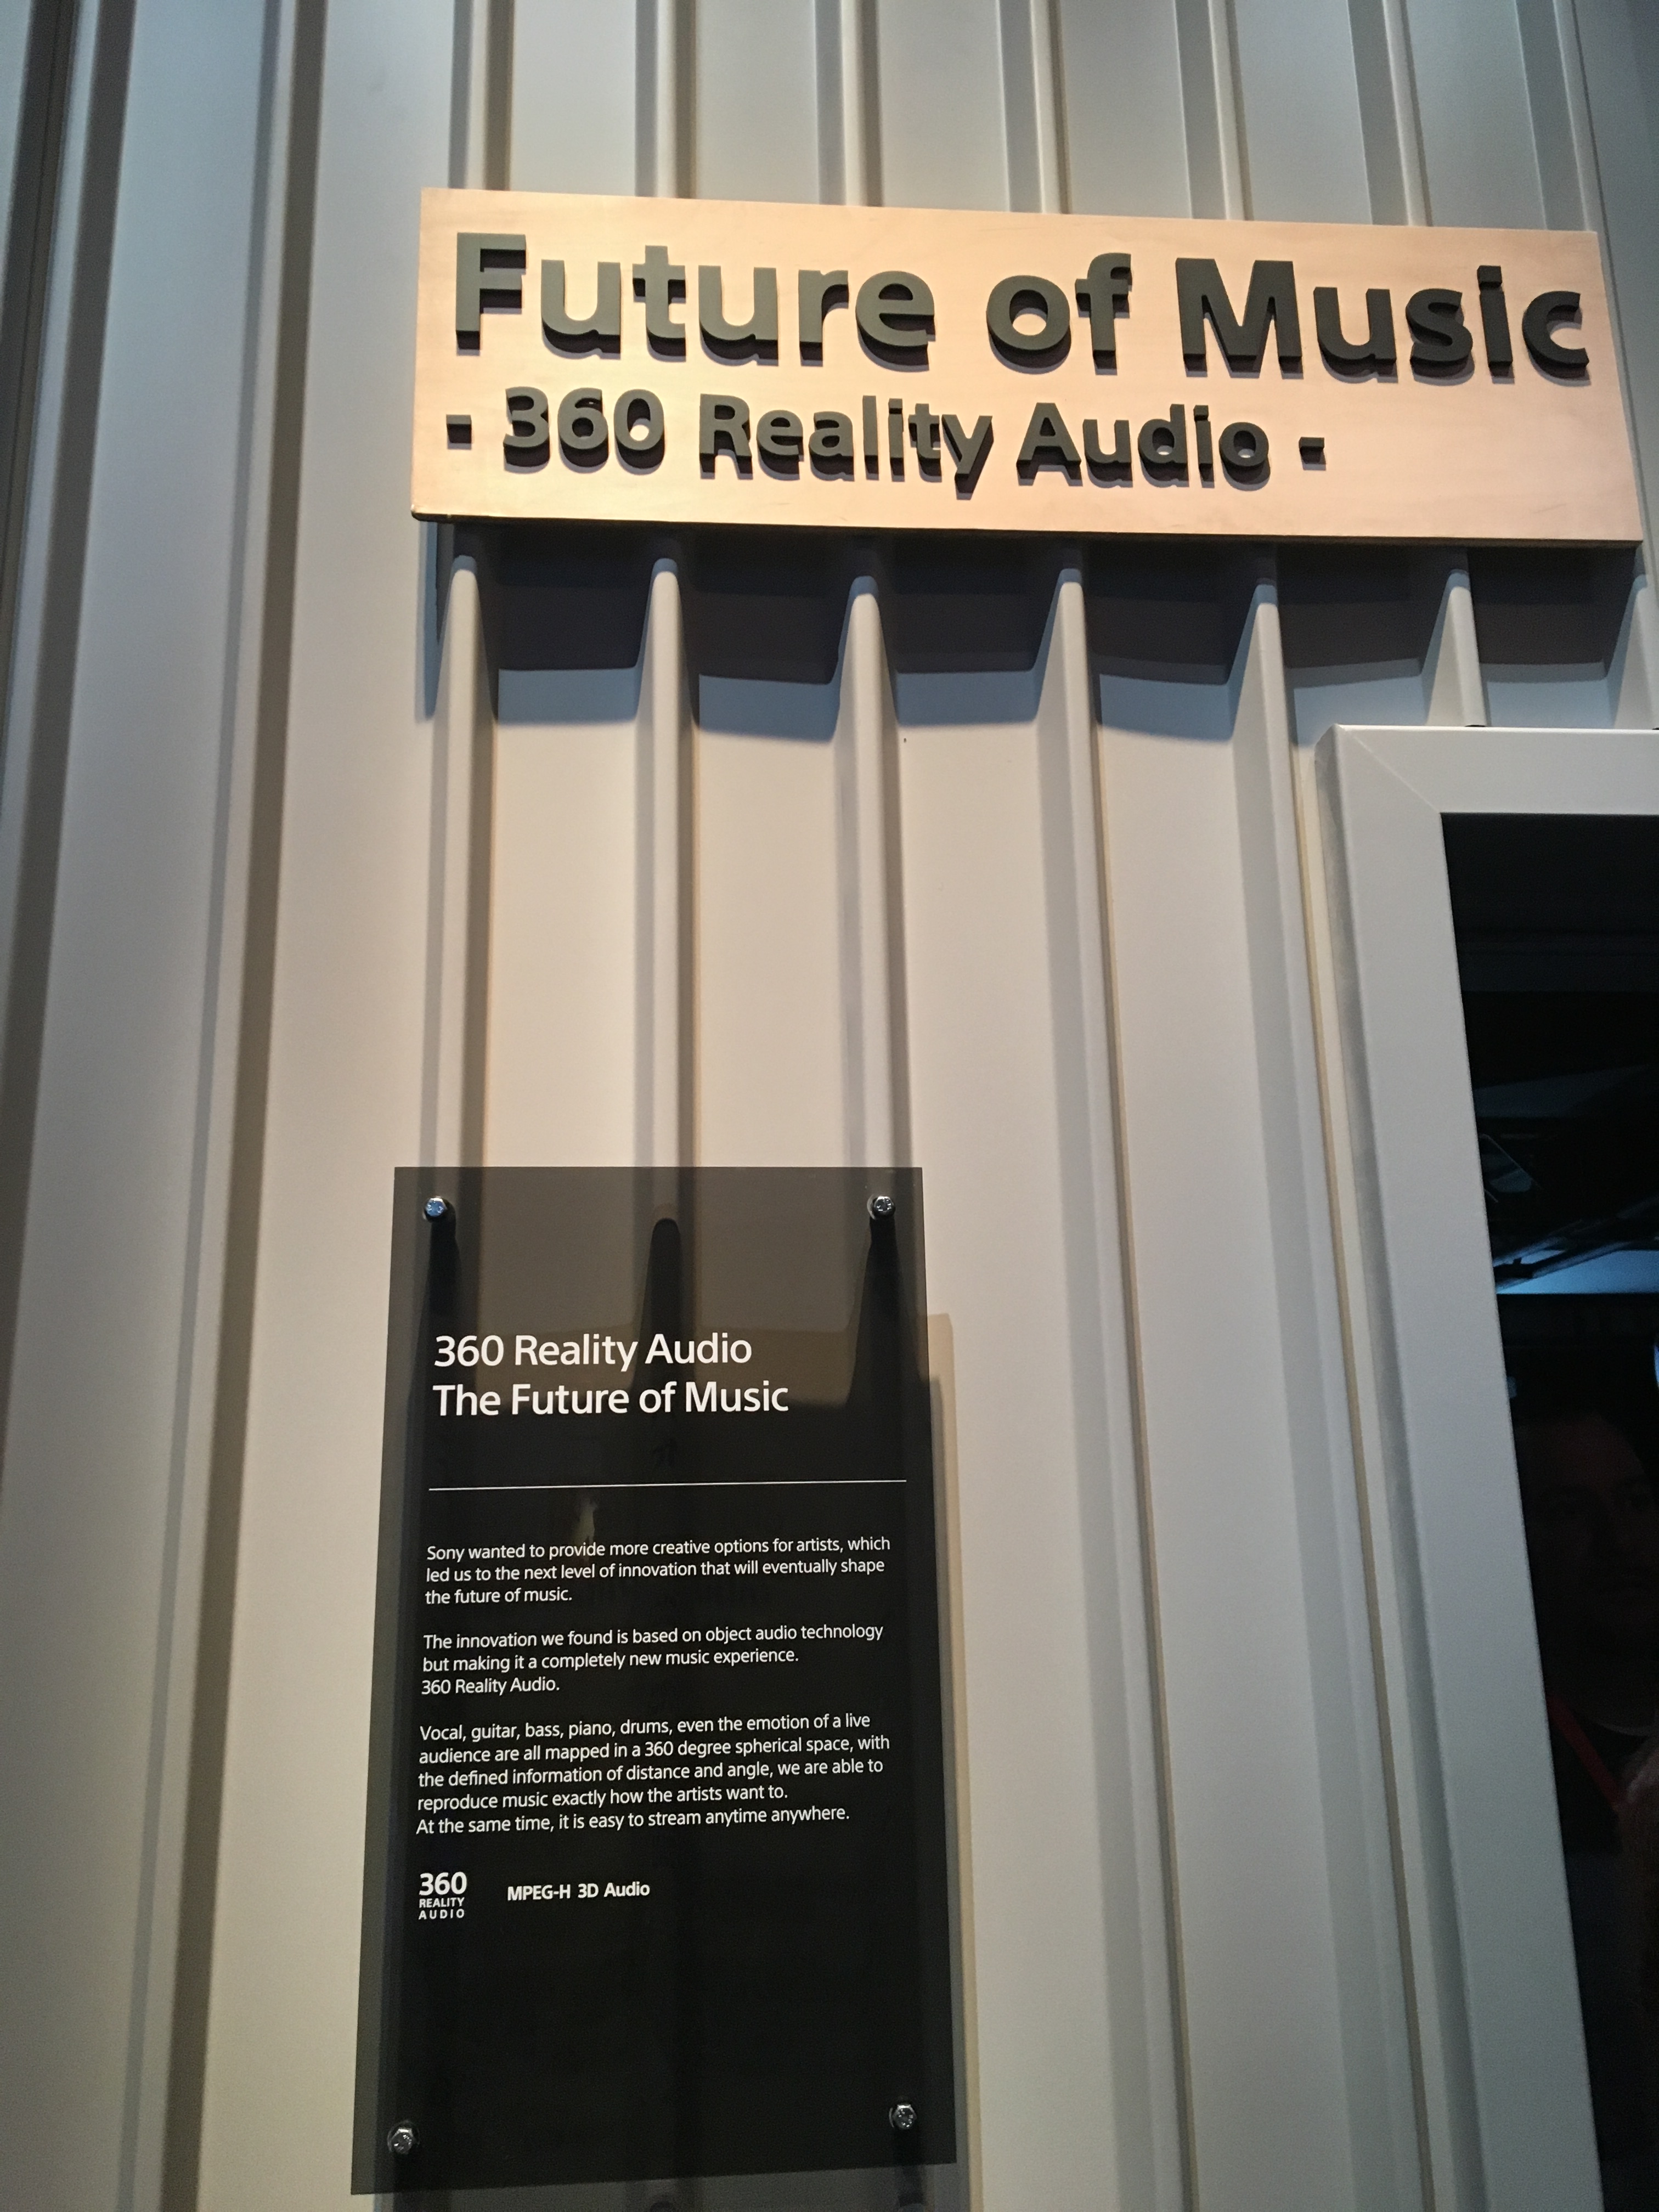 Future of Music
- 360 Reality Audio -
360 Reality Audio
The Future of Music
Sony wanted to provide more creative options for artists, which
led us to the next level of innovation that will eventually shape
the future of music.
The innovation we found is based on object audio technology
but making it a completely new music experience.
360 Reality Audio.
Vocal, guitar, bass, piano, drums, even the emotion of a live
audience are all mapped in a 360 degree spherical space, with
the defined information of distance and angle, we are able to
reproduce music exactly how the artists want to.
At the same time, it is easy to stream anytime anywhere.
360
REALITY
AUDIO
MPEG-H 3D Audio